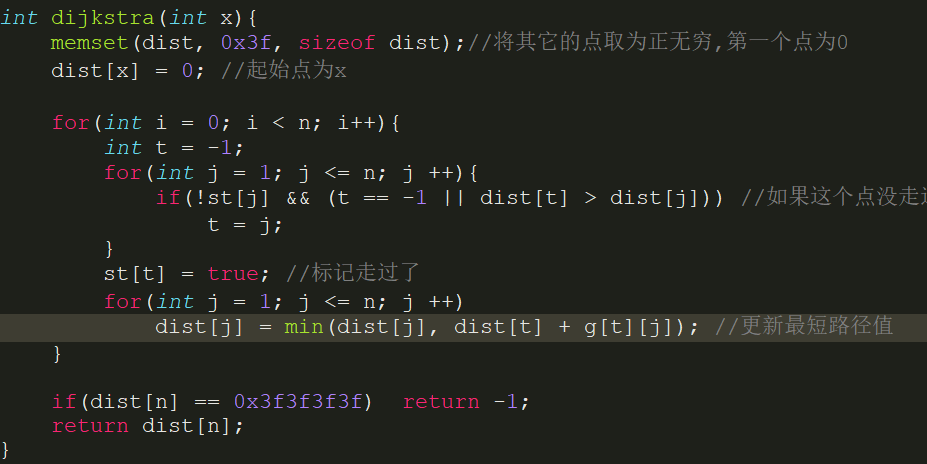 int dijkstra(int x){
    memset(dist, 0x3f, sizeof dist);//将其它的点取为正无穷,第一个点为0
    dist[x] = 0; //起始点为x
    for(int i = 0; i < n; i++){
        int t = -1;
        for(int j = 1; j <= n; j ++){
            if(!st[j] && (t == -1 || dist[t] > dist[j])) //如果这个点没走
                t = j;
        }
        st[t] = true; //标记走过了
        for(int j = 1; j <= n; j ++)
            dist[j] = min(dist[j], dist[t] + g[t][j]); //更新最短路径值
    }
    if(dist[n] == 0x3f3f3f3f)  return -1;
    return dist[n];
}